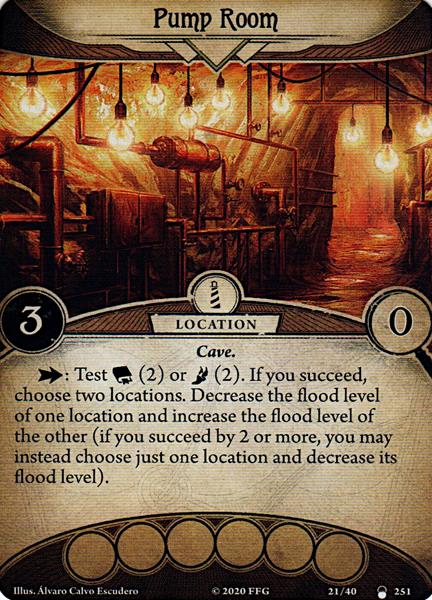 Pump Room
3
LOCATION
0
Cave.
: Test (2) or (2). If you succeed,
choose two locations. Decrease the flood level
of one location and increase the flood level of
the other (if you succeed by 2 or more, you may
instead choose just one location and decrease its
flood level).
Illus. Álvaro Calvo Escudero © 2020 FFG 21/40 251